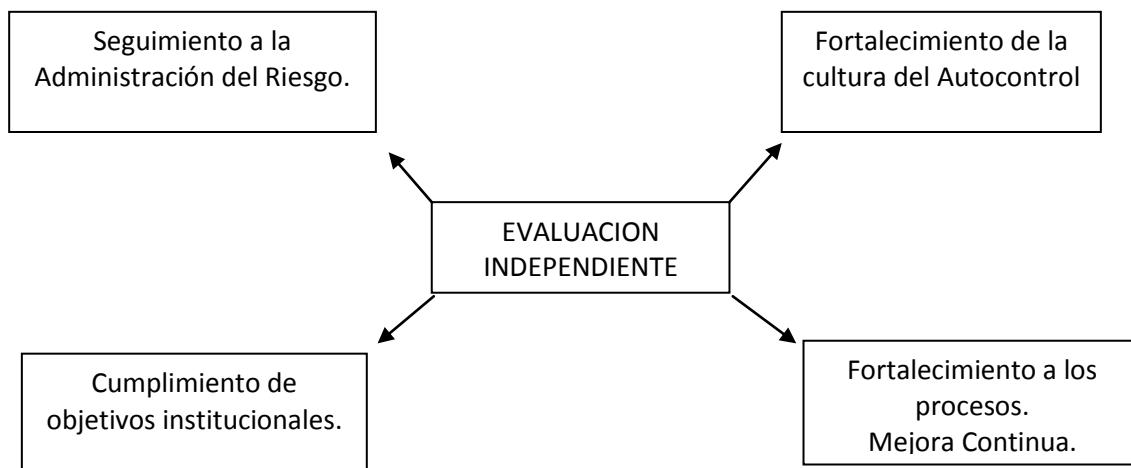 Seguimiento a la
Administración del Riesgo.
Fortalecimiento de la
cultura del Autocontrol
EVALUACION
INDEPENDIENTE
Cumplimiento de
objetivos institucionales.
Fortalecimiento a los
procesos.
Mejora Continua.